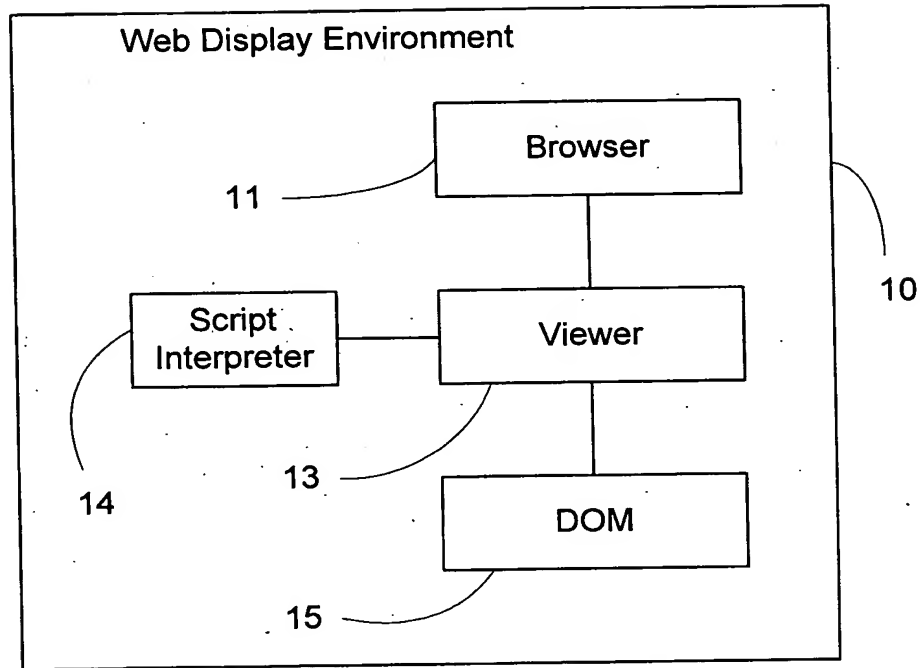 Web Display Environment
Browser
11
10
Script
Interpreter
Viewer
14
13
DOM
15